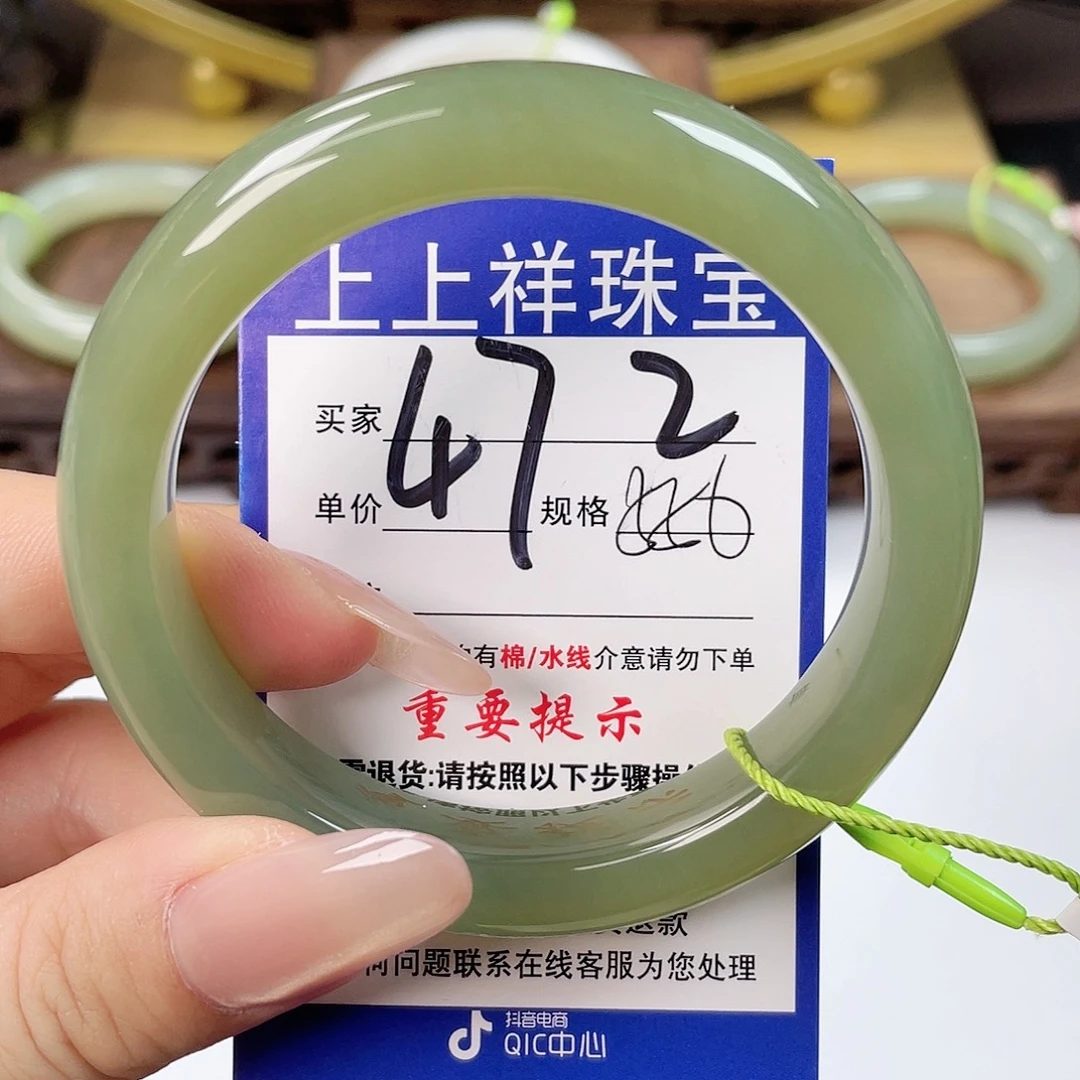 上上祥珠宝
47 2
买家
单价 规格
有棉/水线介意请勿下单
重要提示
退货:请按照以下步骤操
退款
问题联系在线客服为您处理
抖音电商
QIC中心